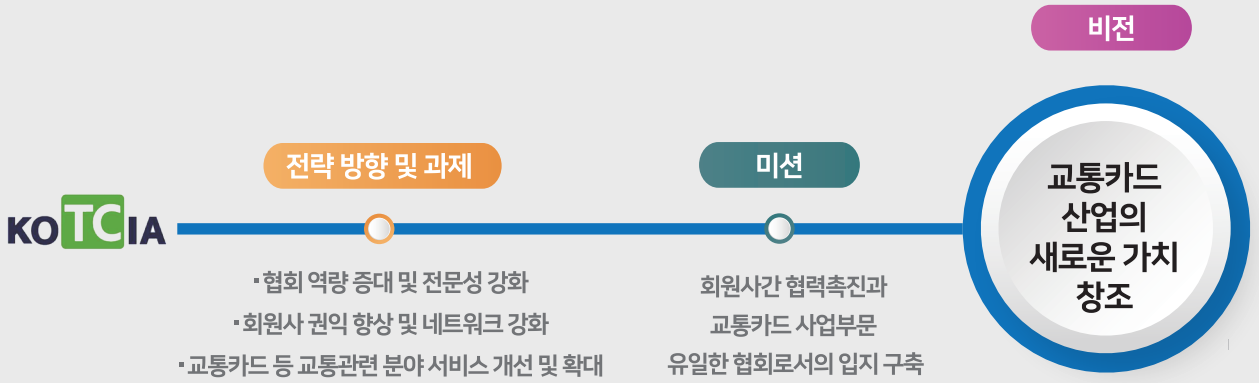 KOTCIA
전략 방향 및 과제
▪협회 역량 증대 및 전문성 강화
▪회원사 권익 향상 및 네트워크 강화
▪교통카드 등 교통관련 분야 서비스 개선 및 확대
미션
회원사간 협력촉진과
교통카드 사업부문
유일한 협회로서의 입지 구축
비전
교통카드
산업의
새로운 가치
창조